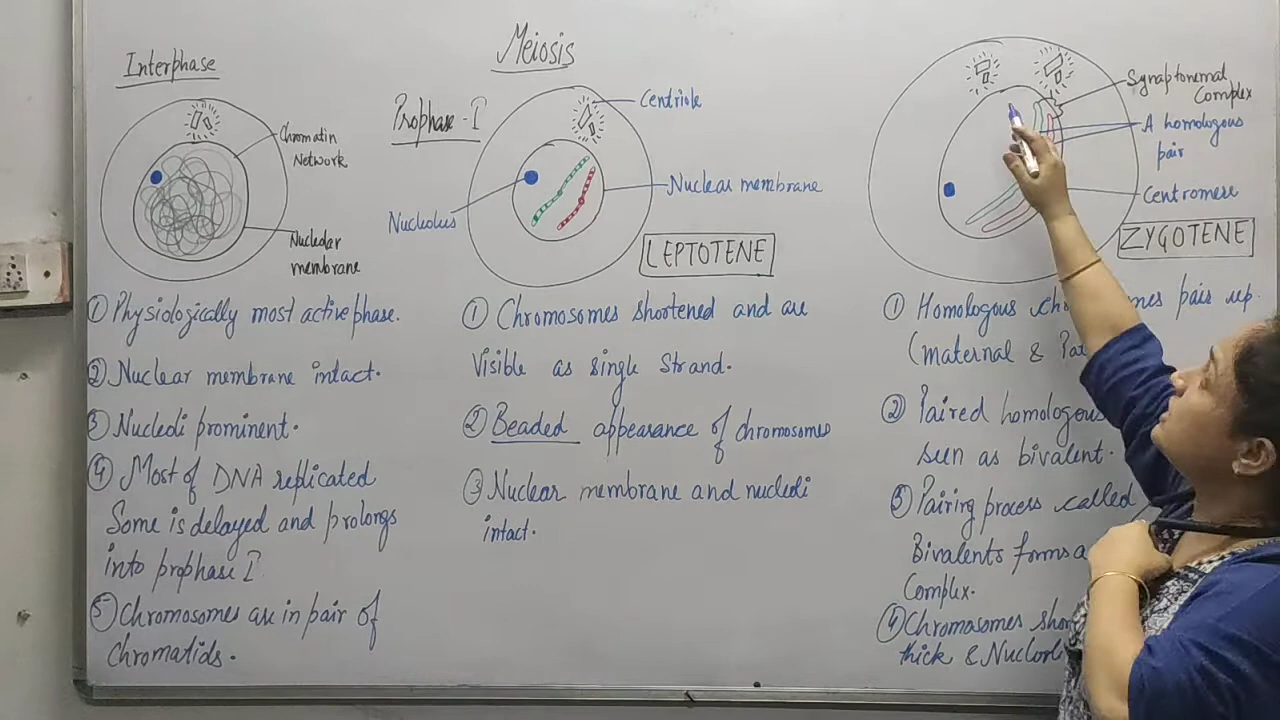 Meiosis
Interphase
Chromatin
Network
Nuclear
membrane
① Physiologically most active phase.
② Nuclear membrane intact.
③ Nucleoli prominent.
④ Most of DNA replicated
Some is delayed and prolongs
into prophase I
⑤ Chromosomes are in pair of
chromatids.
Prophase - I
Centriole
Nuclear membrane
Nucleolus
LEPTOTENE
① Chromosomes shortened and are
Visible as single strand.
② Beaded appearance of chromosomes
③ Nuclear membrane and nucleoli
intact.
Synaptonemal
Complex
A homologous
pair
Centromere
ZYGOTENE
① Homologous pair up.
(Maternal &
② Paired homologous
seen as bivalent.
③ Pairing process called
Bivalents forms a
Complex.
④ Chromosomes
thick &